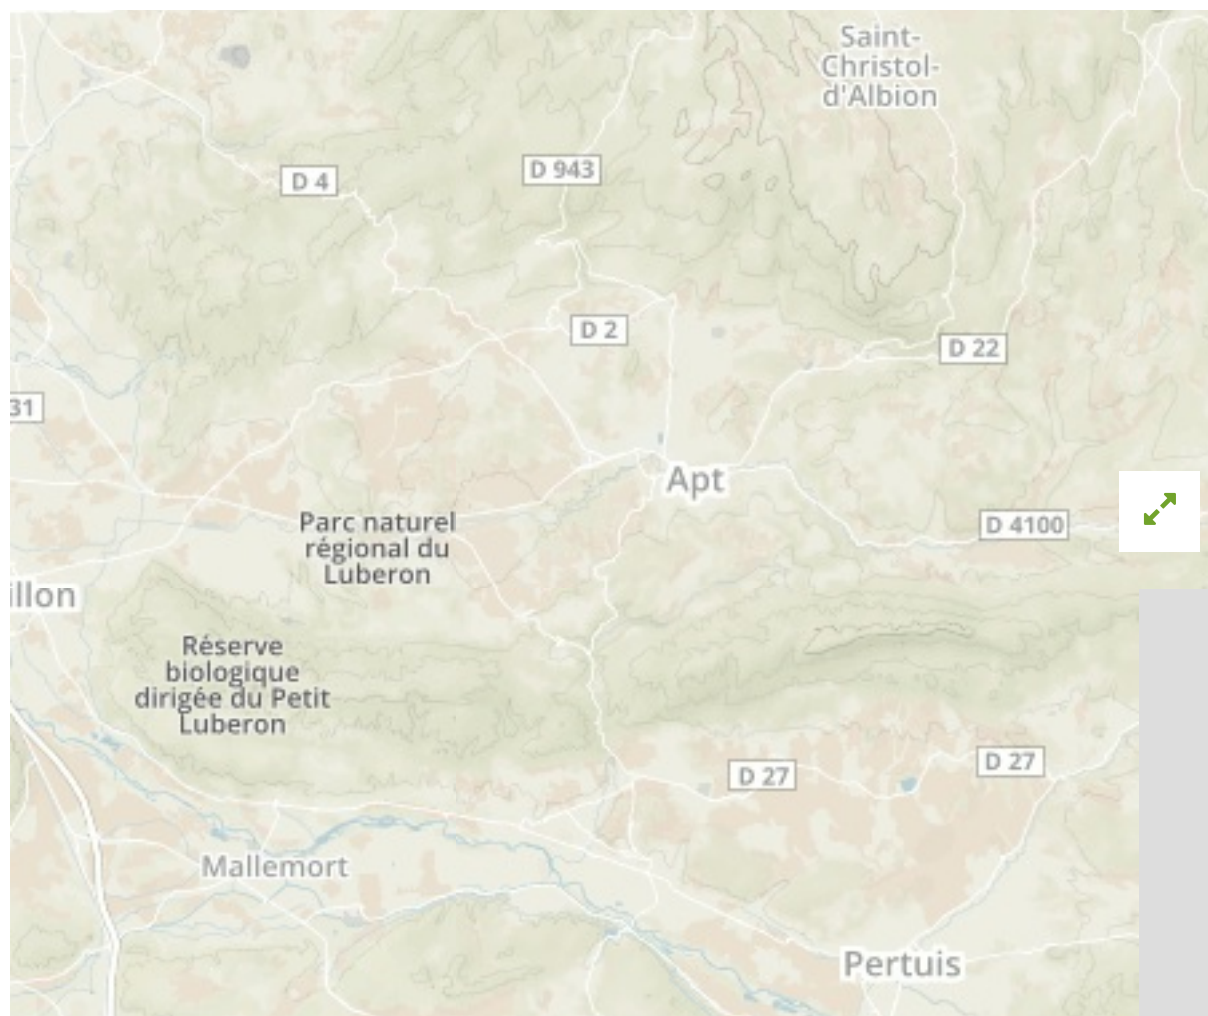 Saint-
Christol-
d'Albion
D 943
D 4
D 2
D 22
31
Apt
Parc naturel
régional du
Luberon
D 4100
illon
Réserve
biologique
dirigée du Petit
Luberon
D 27
D 27
Mallemort
Pertuis